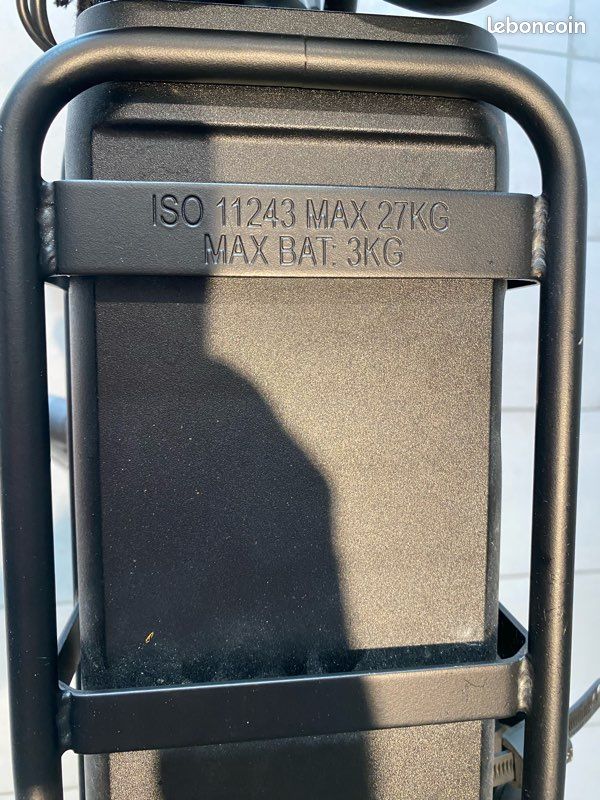 leboncoin
ISO 11243 MAX 27KG
MAX BAT: 3KG